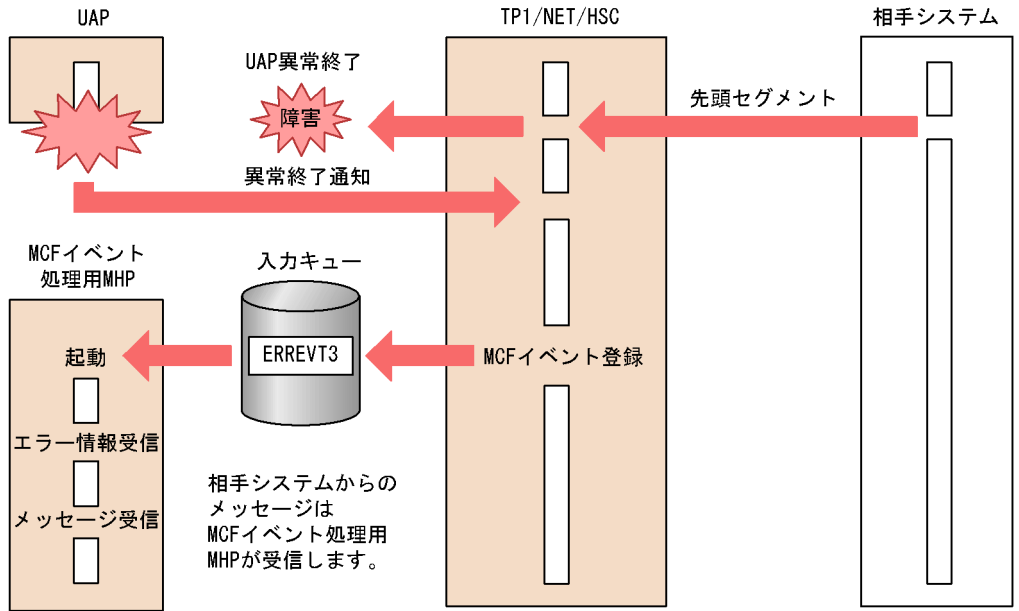 UAP
TP1/NET/HSC
相手システム
UAP異常終了
障害
先頭セグメント
異常終了通知
MCFイベント
処理用MHP
入力キュー
起動
ERREVT3
MCFイベント登録
エラー情報受信
メッセージ受信
相手システムからの
メッセージは
MCFイベント処理用
MHPが受信します。